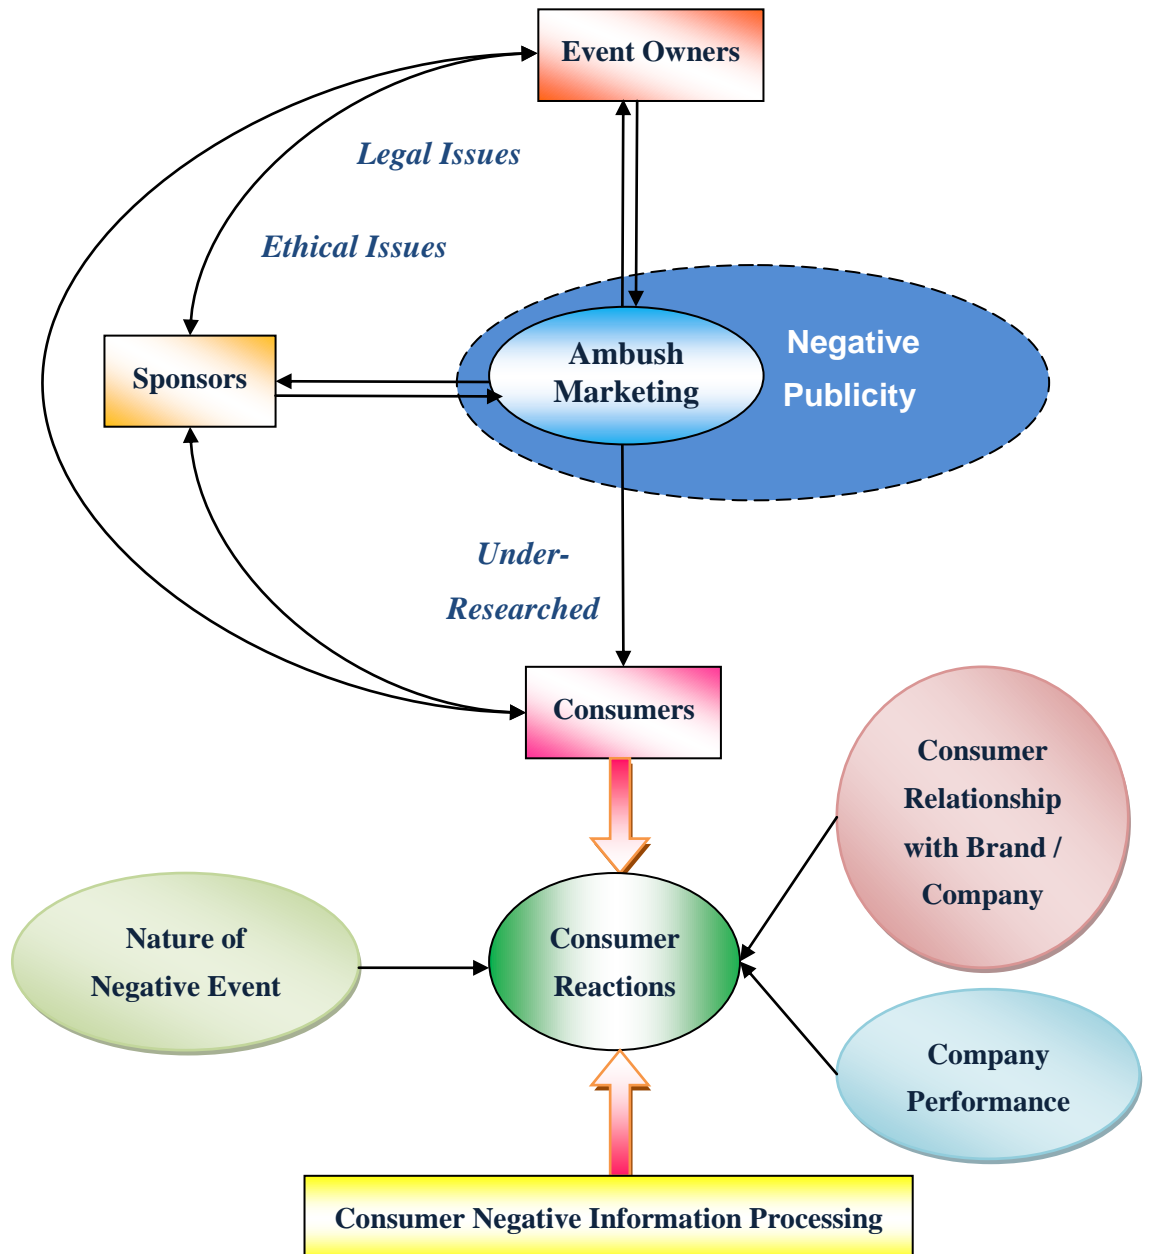 Event Owners
Legal Issues
Ethical Issues
Negative
Publicity
Ambush
Marketing
Sponsors
Under-
Researched
Consumers
Consumer
Relationship
with Brand /
Company
Nature of
Negative Event
Consumer
Reactions
Company
Performance
Consumer Negative Information Processing